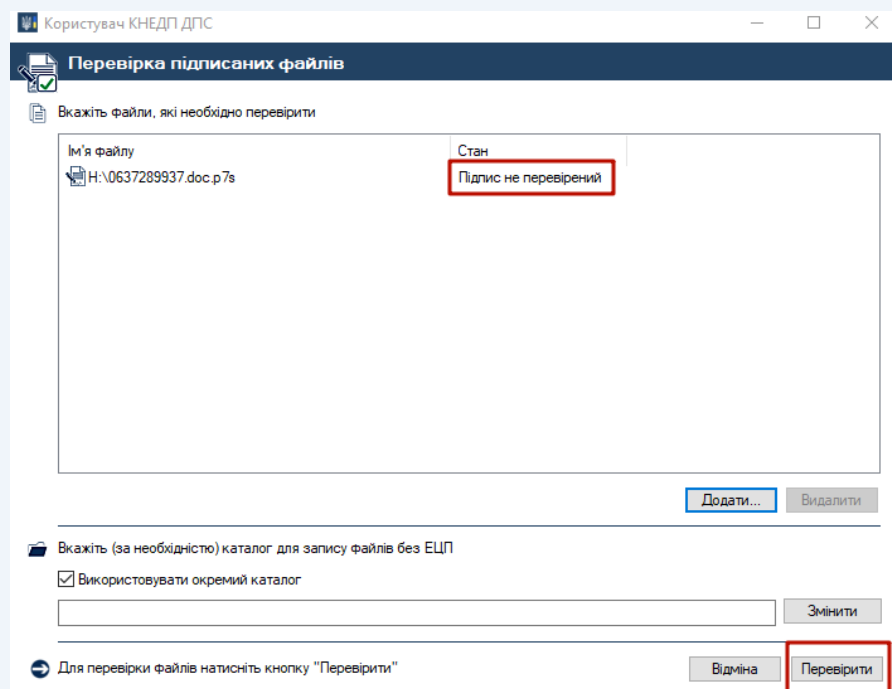 Користувач КНЕДП ДПС
Перевірка підписаних файлів
Вкажіть файли, які необхідно перевірити
Ім'я файлу Стан
H:\0637289937.doc.p7s Підпис не перевірений
Додати... Видалити
Вкажіть (за необхідністю) каталог для запису файлів без ЕЦП
Використовувати окремий каталог
Змінити
Для перевірки файлів натисніть кнопку "Перевірити" Відміна Перевірити